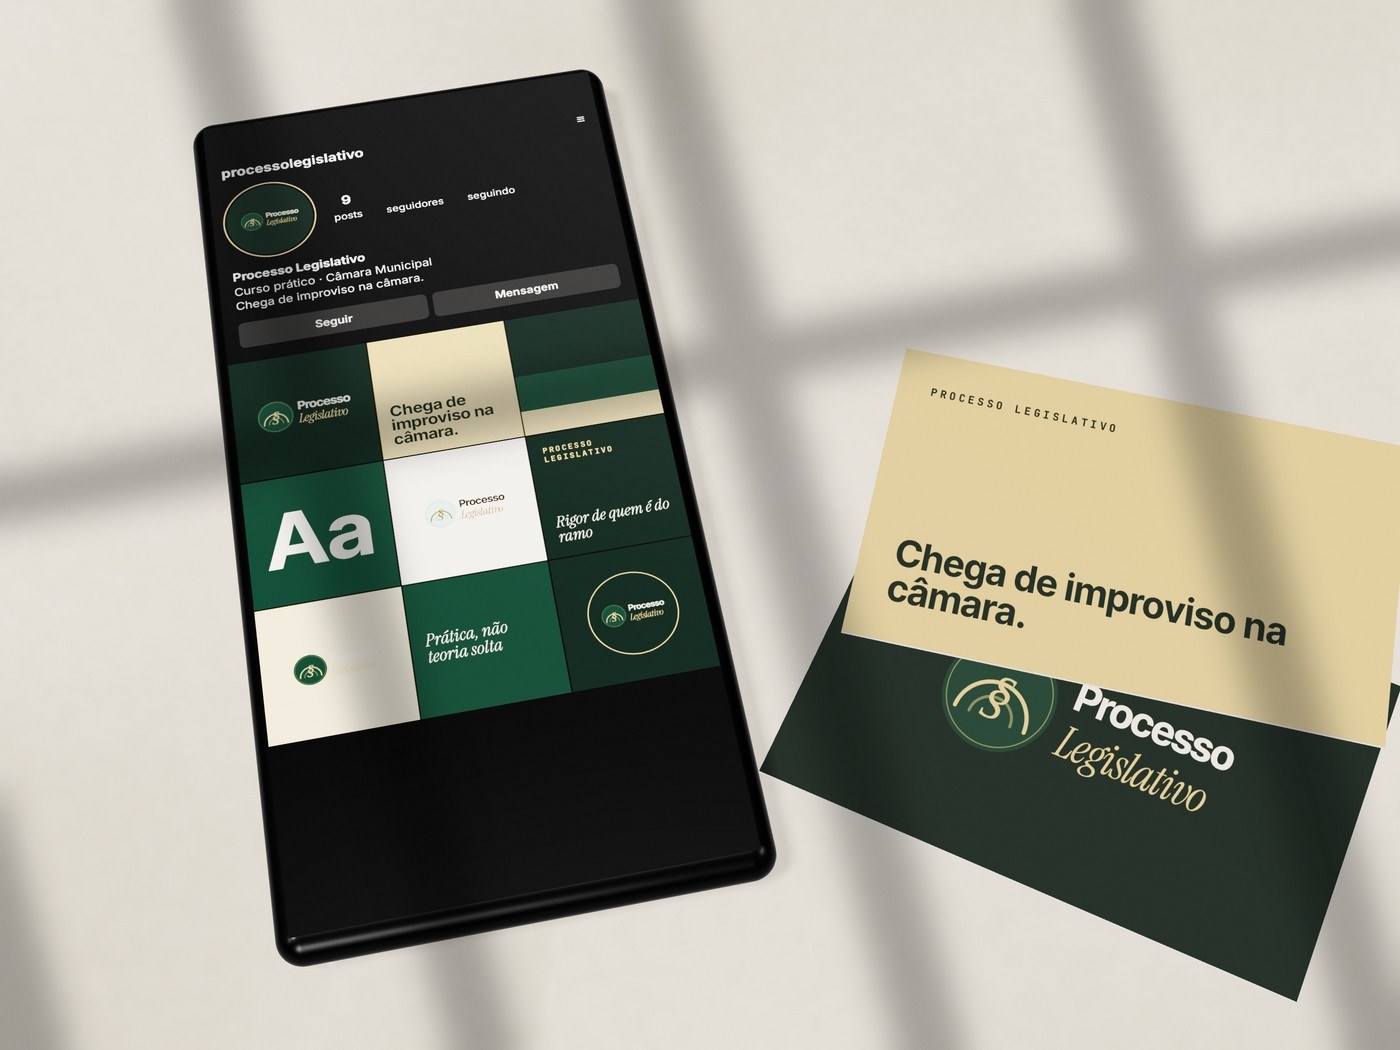 ≡
processolegislativo
Processo
Legislativo
9
posts
seguidores
seguindo
Processo Legislativo
Curso prático · Câmara Municipal
Chega de improviso na câmara.
Seguir
Mensagem
Processo
Legislativo
Chega de
improviso na
câmara.
Aa
Processo
Legislativo
PROCESSO
LEGISLATIVO
Rigor de quem é do
ramo
Prática, não
teoria solta
Processo
Legislativo
PROCESSO LEGISLATIVO
Chega de improviso na
câmara.
§
Processo
Legislativo